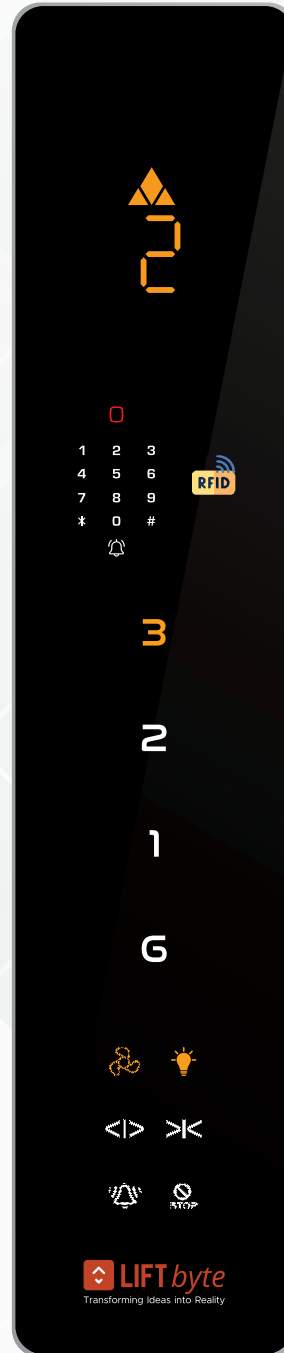 2
1 2 3
4 5 6
7 8 9
* 0 #
RFID
3
2
1
G
<|> >|<
STOP
LIFT byte
Transforming Ideas into Reality